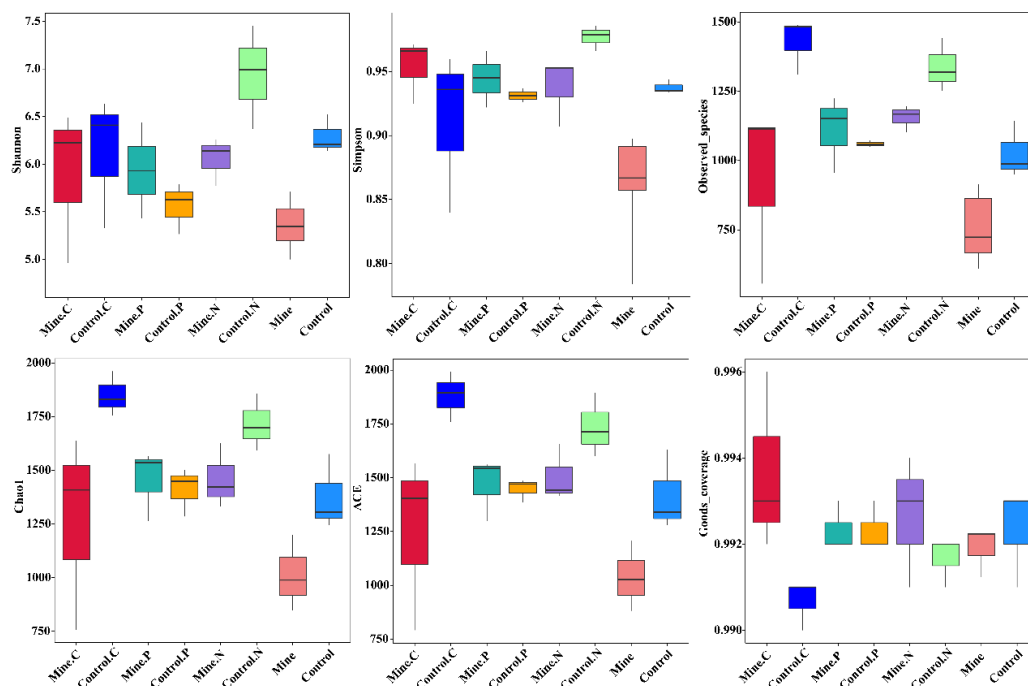 Shannon
7.5
7.0
6.5
6.0
5.5
5.0
Mine.C
Control.C
Mine.P
Control.P
Mine.N
Control.N
Mine
Control
Simpson
0.95
0.90
0.85
0.80
Mine.C
Control.C
Mine.P
Control.P
Mine.N
Control.N
Mine
Control
Observed_species
1500
1250
1000
750
Mine.C
Control.C
Mine.P
Control.P
Mine.N
Control.N
Mine
Control
Chao1
2000
1750
1500
1250
1000
750
Mine.C
Control.C
Mine.P
Control.P
Mine.N
Control.N
Mine
Control
ACE
2000
1750
1500
1250
1000
750
Mine.C
Control.C
Mine.P
Control.P
Mine.N
Control.N
Mine
Control
Goods_coverage
0.996
0.994
0.992
0.990
Mine.C
Control.C
Mine.P
Control.P
Mine.N
Control.N
Mine
Control